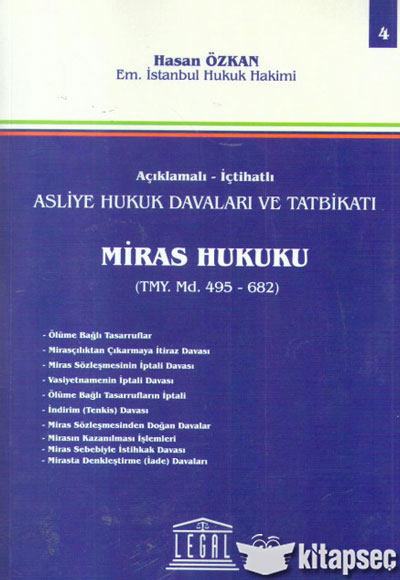 4
Hasan ÖZKAN
Em. İstanbul Hukuk Hakimi
Açıklamalı - İçtihatlı
ASLİYE HUKUK DAVALARI VE TATBİKATI
MİRAS HUKUKU
(TMY. Md. 495 - 682)
- Ölüme Bağlı Tasarruflar
- Mirasçılıktan Çıkarmaya İtiraz Davası
- Miras Sözleşmesinin İptali Davası
- Vasiyetnamenin İptali Davası
- Ölüme Bağlı Tasarrufların İptali
- İndirim (Tenkis) Davası
- Miras Sözleşmesinden Doğan Davalar
- Mirasın Kazanılması İşlemleri
- Miras Sebebiyle İstihkak Davası
- Mirasta Denkleştirme (İade) Davaları
LEGAL
kitapsec